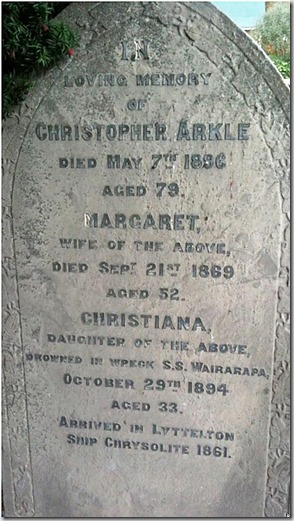 IN
LOVING MEMORY
OF
CHRISTOPHER ARKLE
DIED MAY 7TH 1896
AGED 79.
MARGARET,
WIFE OF THE ABOVE,
DIED SEPT 21ST 1869
AGED 52.
CHRISTIANA,
DAUGHTER OF THE ABOVE,
DROWNED IN WRECK S.S. WAIRARAPA,
OCTOBER 29TH 1894
AGED 33.
ARRIVED IN LYTTELTON
SHIP CHRYSOLITE 1861.